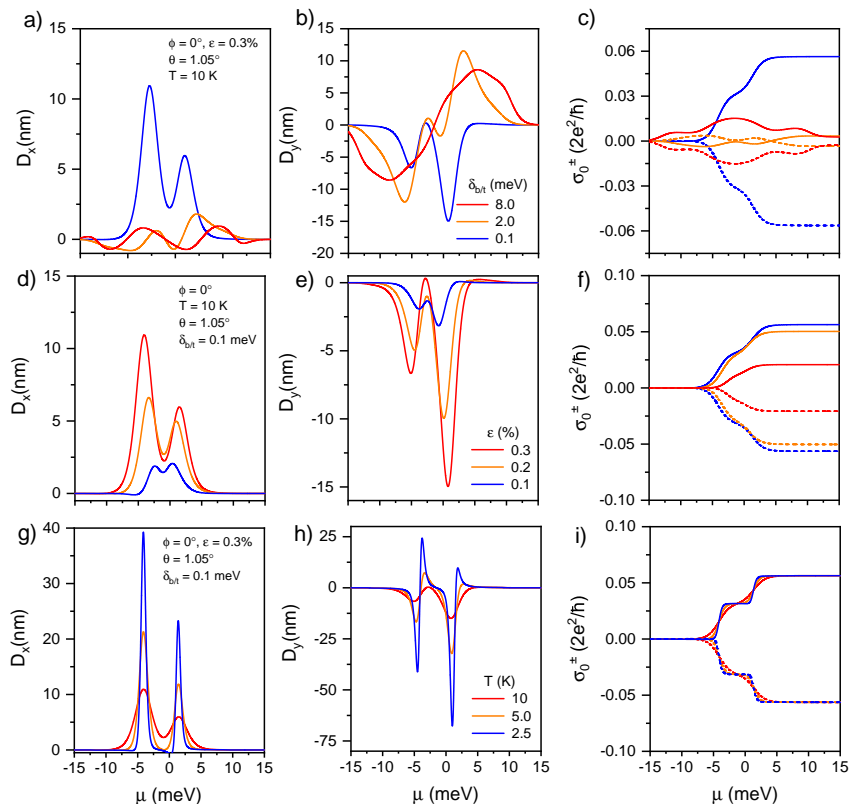 a)
15
10
5
0
D_x(nm)
ϕ = 0°, ε = 0.3%
θ = 1.05°
T = 10 K
b)
15
10
5
0
-5
-10
-15
-20
D_y(nm)
δ_b/t (meV)
8.0
2.0
0.1
c)
0.06
0.03
0.00
-0.03
-0.06
σ_0^± (2e²/ħ)
d)
15
10
5
0
D_x(nm)
ϕ = 0°
T = 10 K
θ = 1.05°
δ_b/t = 0.1 meV
e)
0
-5
-10
-15
D_y(nm)
ε (%)
0.3
0.2
0.1
f)
0.10
0.05
0.00
-0.05
-0.10
σ_0^± (2e²/ħ)
g)
40
30
20
10
0
D_x(nm)
ϕ = 0°, ε = 0.3%
θ = 1.05°
δ_b/t = 0.1 meV
-15 -10 -5 0 5 10 15
μ (meV)
h)
25
0
-25
-50
-75
D_y(nm)
T (K)
10
5.0
2.5
-15 -10 -5 0 5 10 15
μ (meV)
i)
0.10
0.05
0.00
-0.05
-0.10
σ_0^± (2e²/ħ)
-15 -10 -5 0 5 10 15
μ (meV)